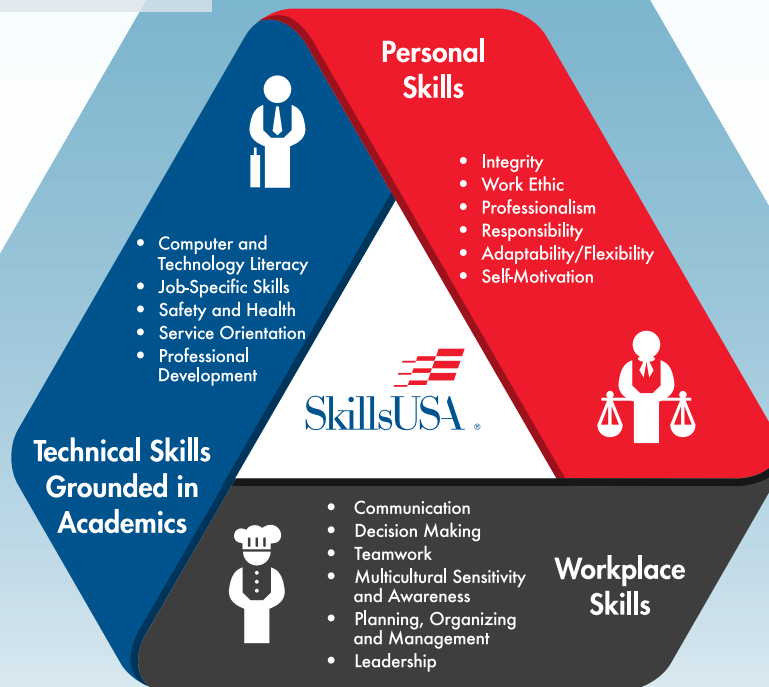 Personal
Skills
• Integrity
• Work Ethic
• Professionalism
• Responsibility
• Adaptability/Flexibility
• Self-Motivation
• Computer and
Technology Literacy
• Job-Specific Skills
• Safety and Health
• Service Orientation
• Professional
Development
Technical Skills
Grounded in
Academics
SkillsUSA ®
• Communication
• Decision Making
• Teamwork
• Multicultural Sensitivity
and Awareness
• Planning, Organizing
and Management
• Leadership
Workplace
Skills